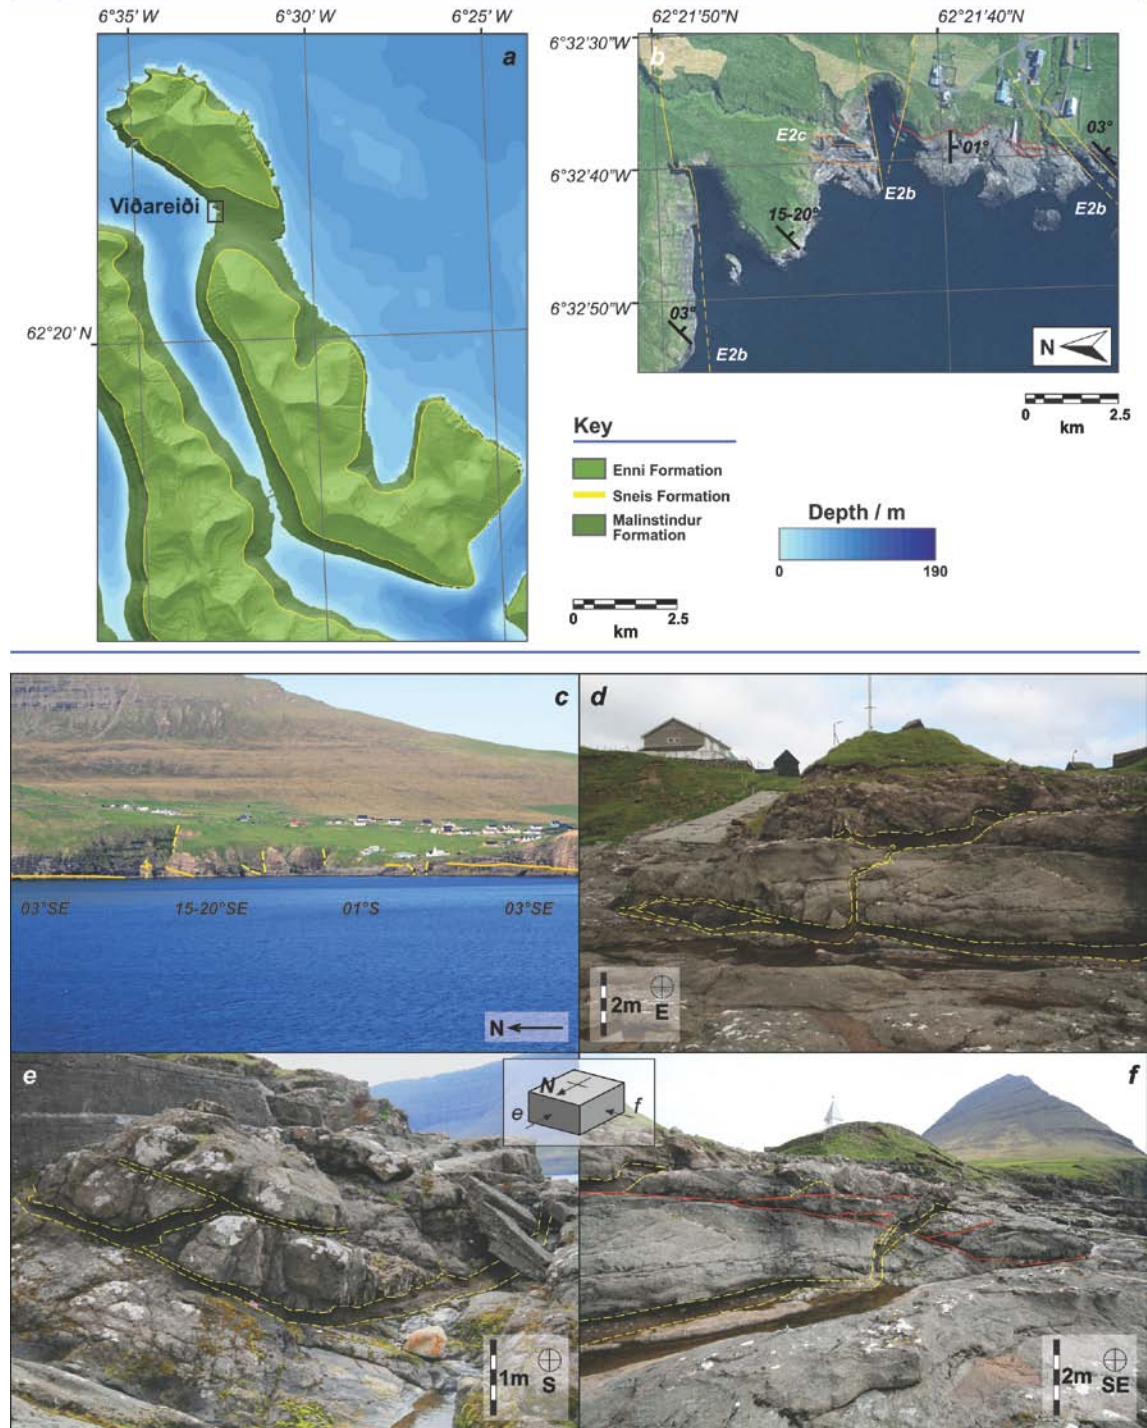 6°35' W
6°30' W
6°25' W
a
Viðareiði
62°20' N
62°21'50"N
62°21'40"N
6°32'30"W
6°32'40"W
6°32'50"W
b
E2c
01°
03°
E2b
E2b
15-20°
03°
E2b
N
0 2.5
km
Key
Enni Formation
Sneis Formation
Malinstindur
Formation
Depth / m
0 190
0 2.5
km
c
03°SE 15-20°SE 01°S 03°SE
N
d
2m E
e
1m S
N
e f
f
2m SE